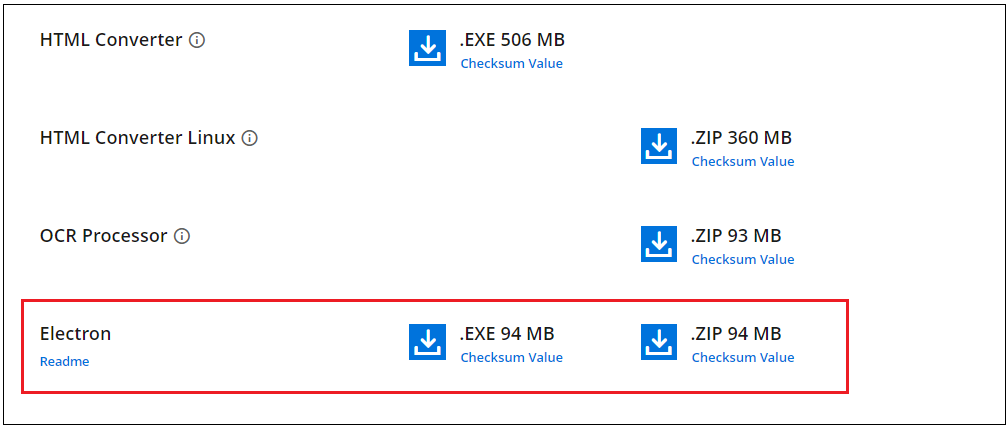 HTML Converter
.EXE 506 MB
Checksum Value
HTML Converter Linux
.ZIP 360 MB
Checksum Value
OCR Processor
.ZIP 93 MB
Checksum Value
Electron
Readme
.EXE 94 MB
Checksum Value
.ZIP 94 MB
Checksum Value